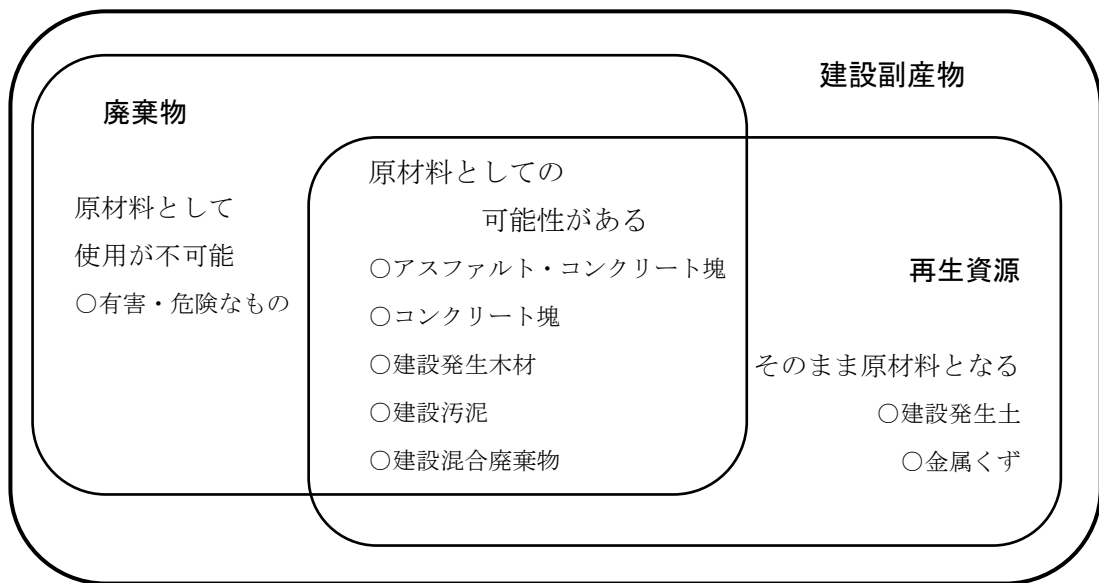 建設副産物
廃棄物
原材料として
使用が不可能
○有害・危険なもの
原材料としての
可能性がある
○アスファルト・コンクリート塊
○コンクリート塊
○建設発生木材
○建設汚泥
○建設混合廃棄物
再生資源
そのまま原材料となる
○建設発生土
○金属くず